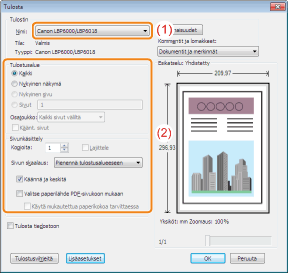 Tulosta
Tulostin
Nimi: Canon LBP6000/LBP6018
(1)
Tila: Valmis
Tyyppi: Canon LBP6000/LBP6018
Kommentit ja lomakkeet:
Dokumentti ja merkinnät
Tulostusalue
Kaikki
Nykyinen näkymä
Nykyinen sivu
Sivut 1
Osajoukko: Kaikki sivut väliltä
Käänt. sivut
Esikatselu: Yhdistetty
209,97
296,93
(2)
Sivunkäsittely
Kopioita: 1 Lajittele
Sivun skaalaus: Pienennä tulostusalueeseen
Käännä ja keskitä
Valitse paperilähde PDF-sivukoon mukaan
Käytä mukautettua paperikokoa tarvittaessa
Tulosta tiedostoon
Yksiköt: mm Zoomaus: 100%
1/1
Tulostusvihjeitä
Lisäasetukset
OK
Peruuta